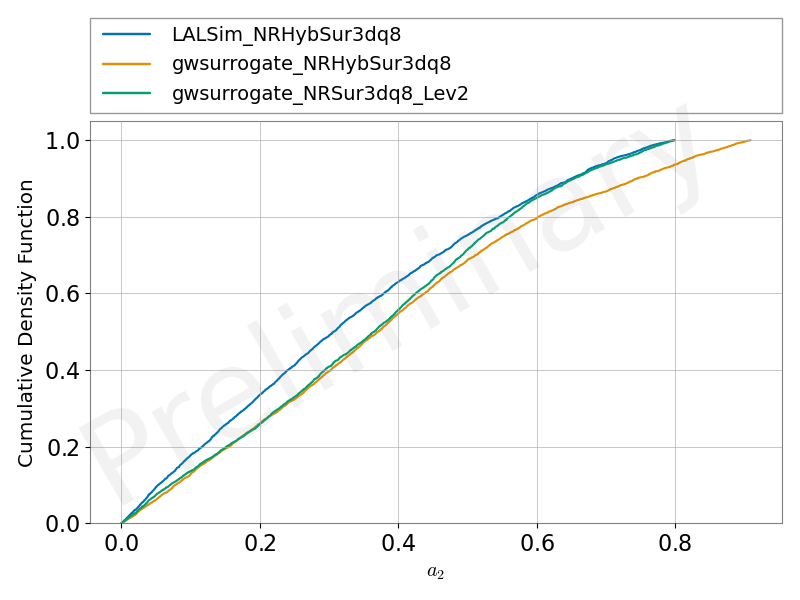 LALSim_NRHybSur3dq8
gwsurrogate_NRHybSur3dq8
gwsurrogate_NRSur3dq8_Lev2
Preliminary
Cumulative Density Function
1.0
0.8
0.6
0.4
0.2
0.0
0.0 0.2 0.4 0.6 0.8
a₂